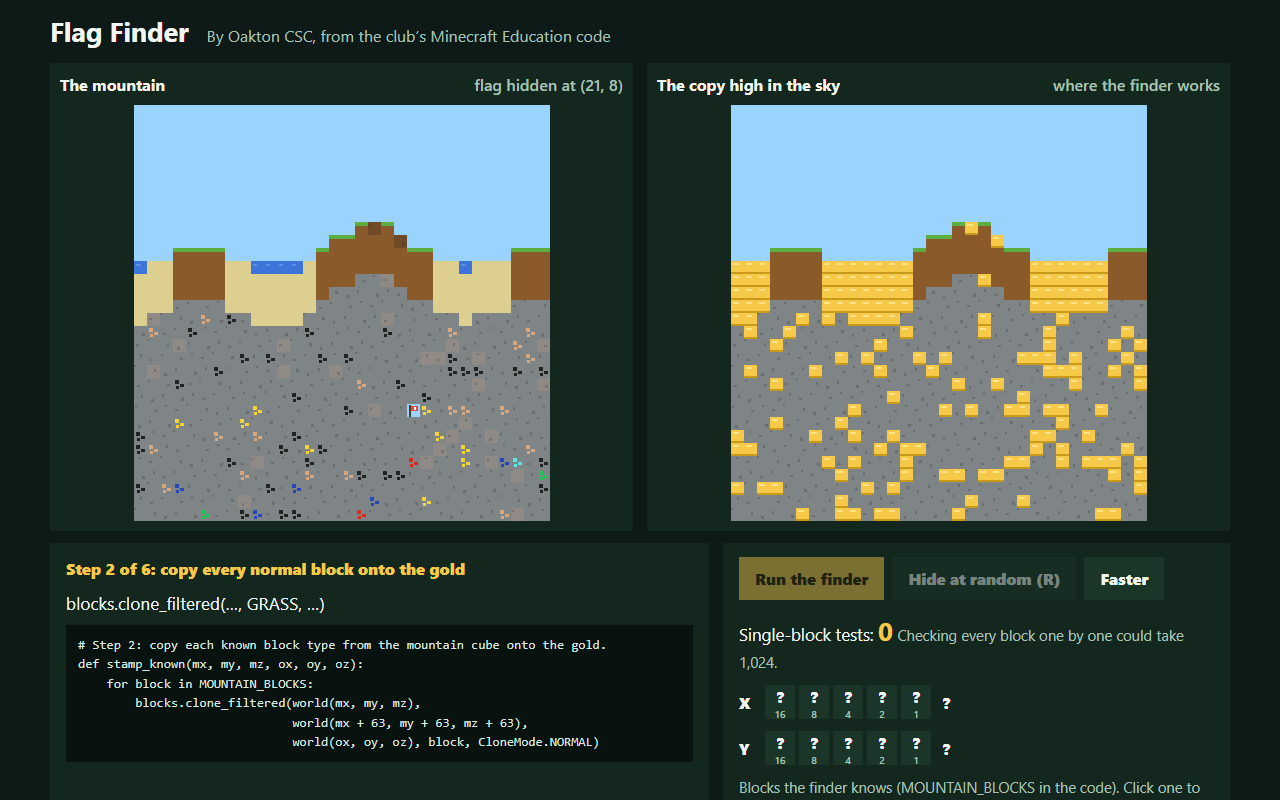 Flag Finder By Oakton CSC, from the club's Minecraft Education code
The mountain flag hidden at (21, 8)
The copy high in the sky where the finder works
Step 2 of 6: copy every normal block onto the gold
blocks.clone_filtered(..., GRASS, ...)
# Step 2: copy each known block type from the mountain cube onto the gold.
def stamp_known(mx, my, mz, ox, oy, oz):
    for block in MOUNTAIN_BLOCKS:
        blocks.clone_filtered(world(mx, my, mz),
                              world(mx + 63, my + 63, mz + 63),
                              world(ox, oy, oz), block, CloneMode.NORMAL)
Run the finder Hide at random (R) Faster
Single-block tests: 0 Checking every block one by one could take
1,024.
X ? ? ? ? ? ?
16 8 4 2 1
Y ? ? ? ? ? ?
16 8 4 2 1
Blocks the finder knows (MOUNTAIN_BLOCKS in the code). Click one to